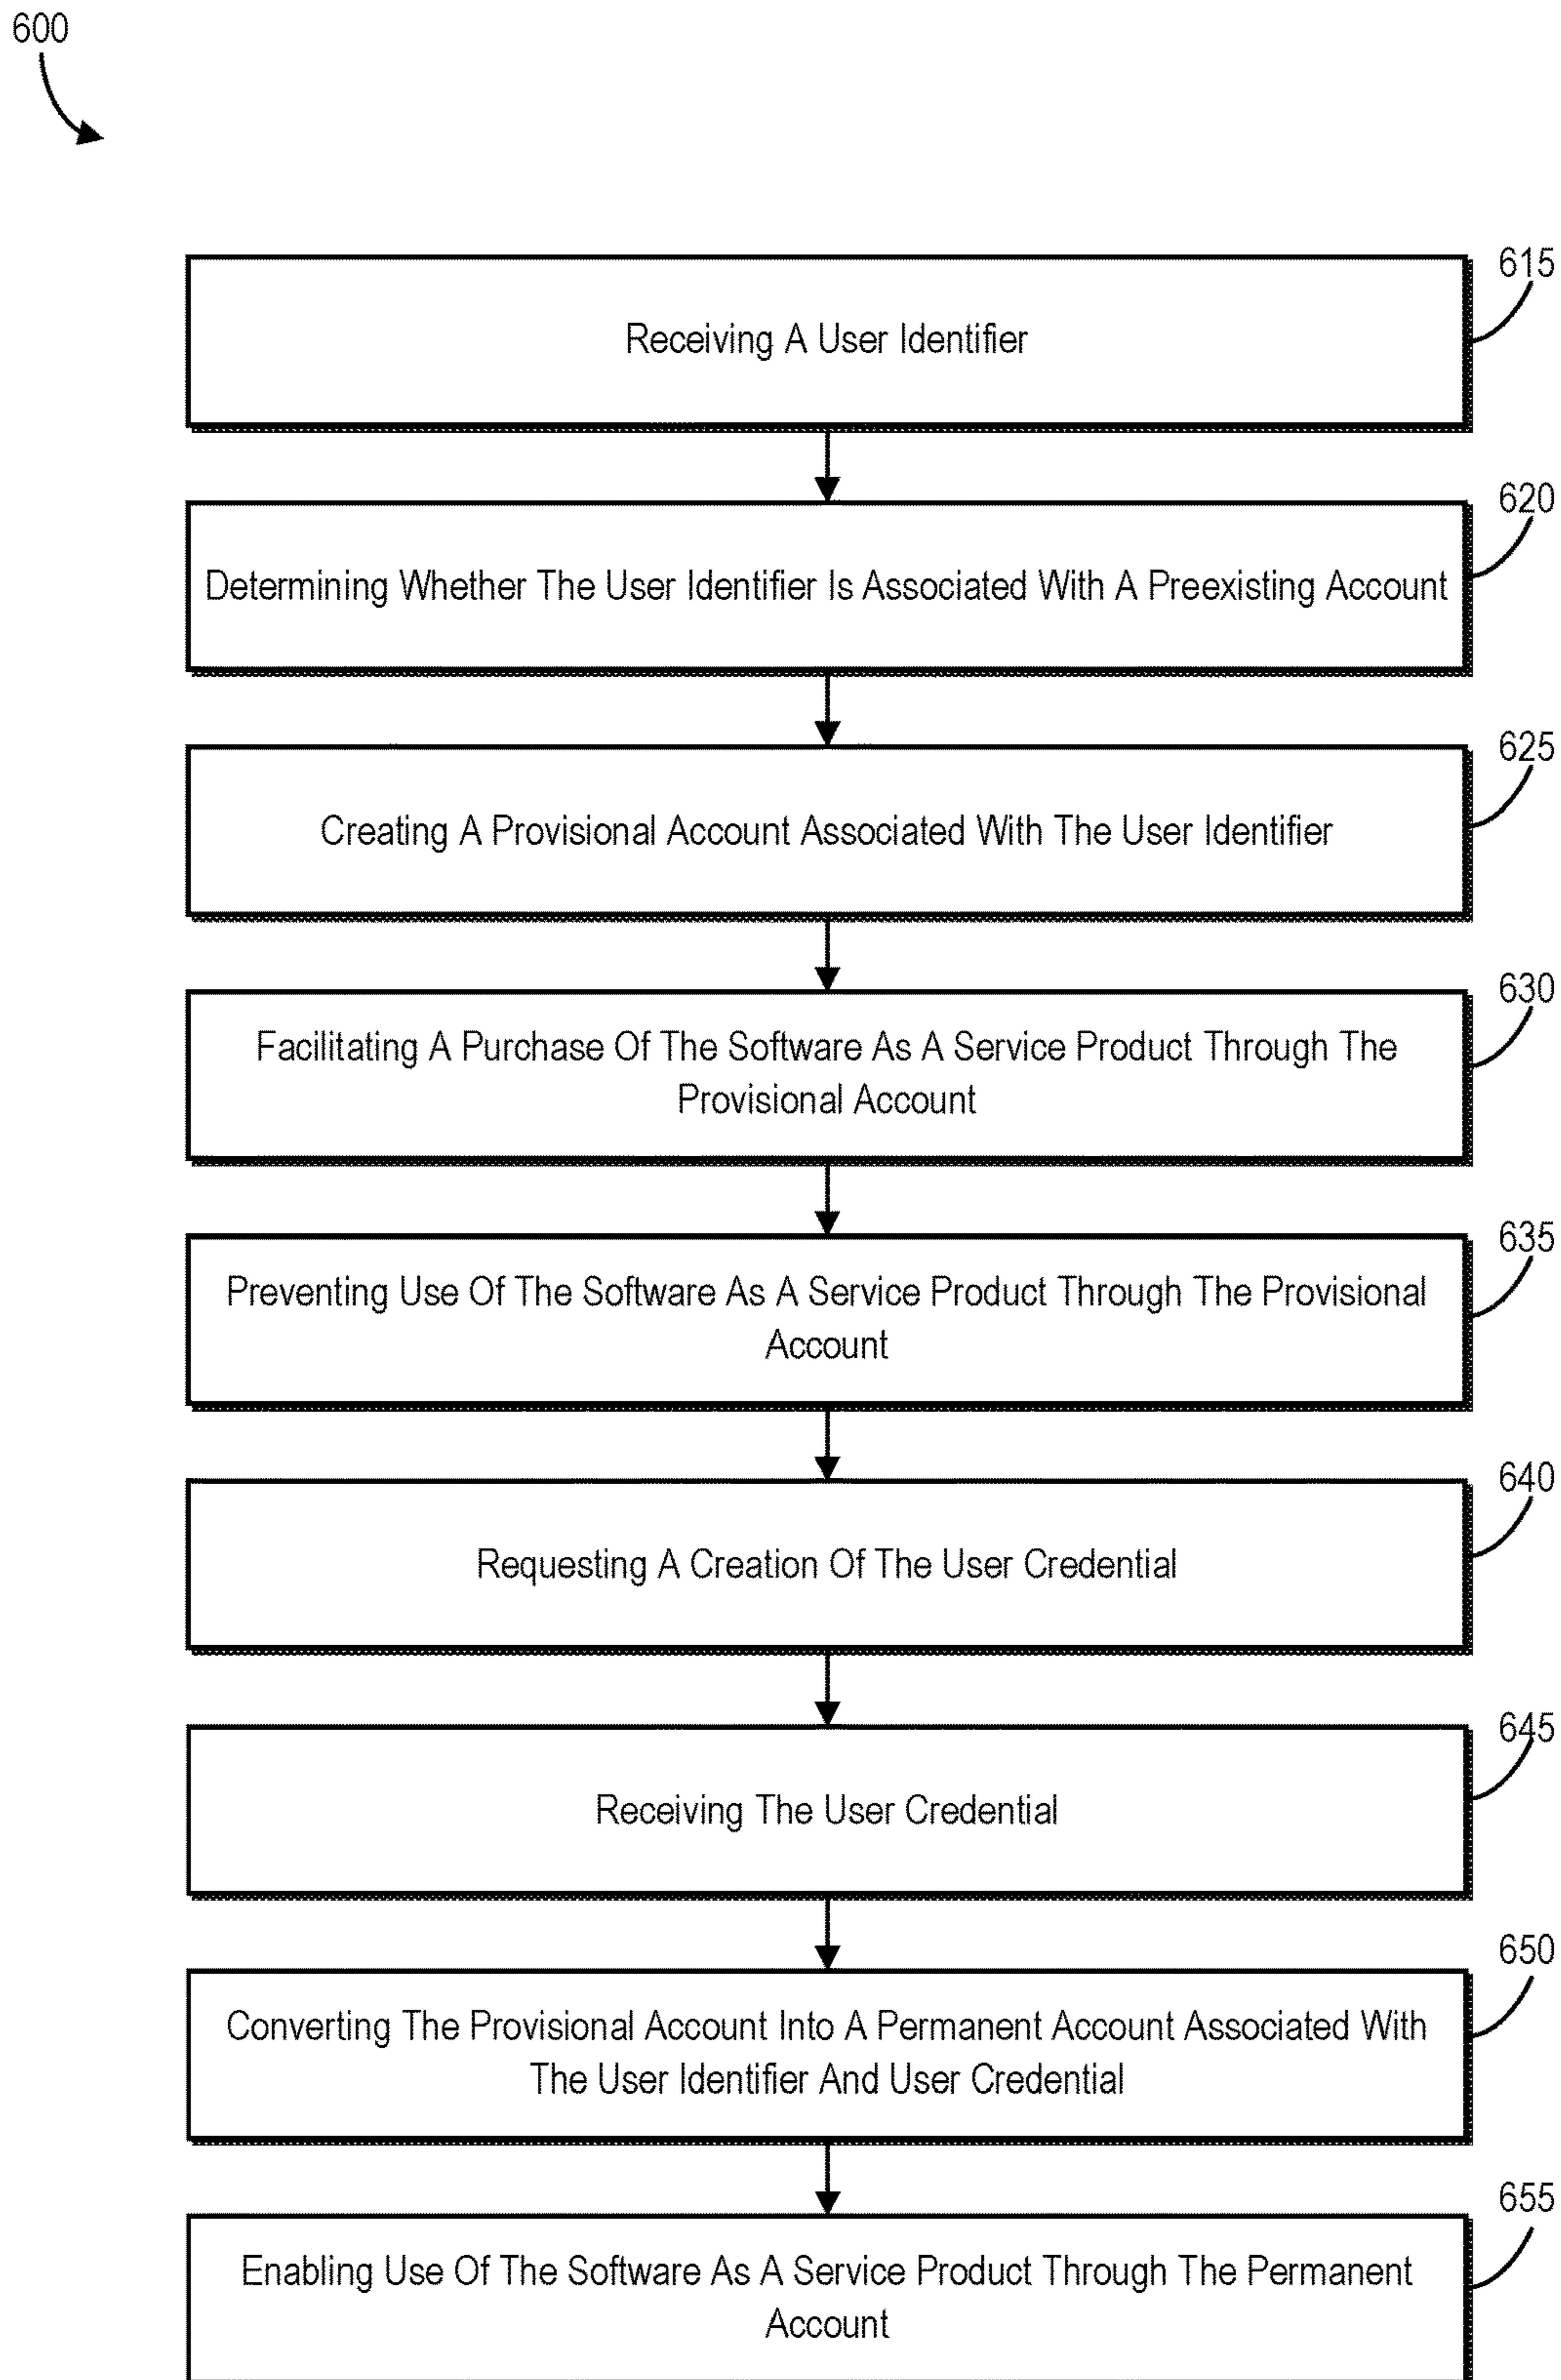 600
615
Receiving A User Identifier
620
Determining Whether The User Identifier Is Associated With A Preexisting Account
625
Creating A Provisional Account Associated With The User Identifier
630
Facilitating A Purchase Of The Software As A Service Product Through The
Provisional Account
635
Preventing Use Of The Software As A Service Product Through The Provisional
Account
640
Requesting A Creation Of The User Credential
645
Receiving The User Credential
650
Converting The Provisional Account Into A Permanent Account Associated With
The User Identifier And User Credential
655
Enabling Use Of The Software As A Service Product Through The Permanent
Account